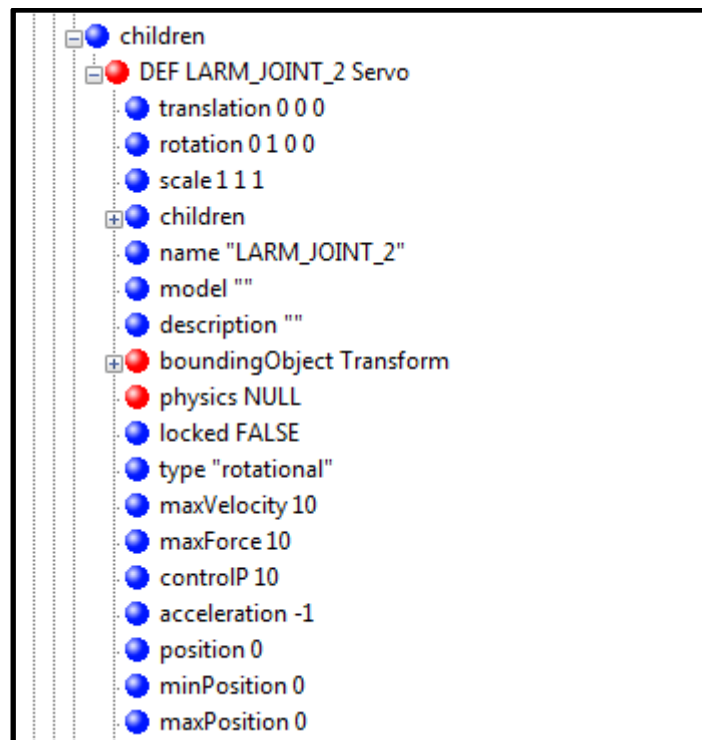 children
DEF LARM_JOINT_2 Servo
translation 0 0 0
rotation 0 1 0 0
scale 1 1 1
children
name "LARM_JOINT_2"
model ""
description ""
boundingObject Transform
physics NULL
locked FALSE
type "rotational"
maxVelocity 10
maxForce 10
controlP 10
acceleration -1
position 0
minPosition 0
maxPosition 0